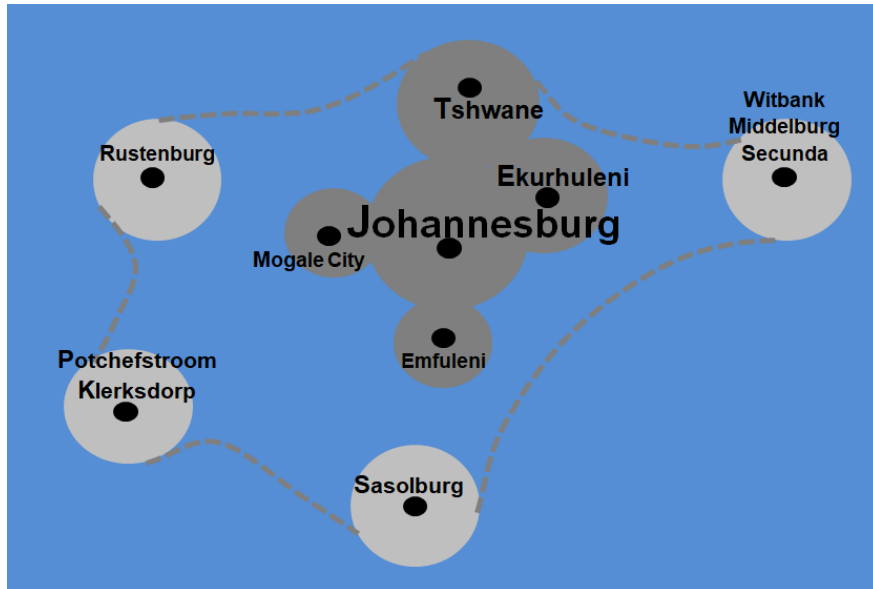 Tshwane
Witbank
Middelburg
Secunda
Rustenburg
Ekurhuleni
Johannesburg
Mogale City
Emfuleni
Potchefstroom
Klerksdorp
Sasolburg